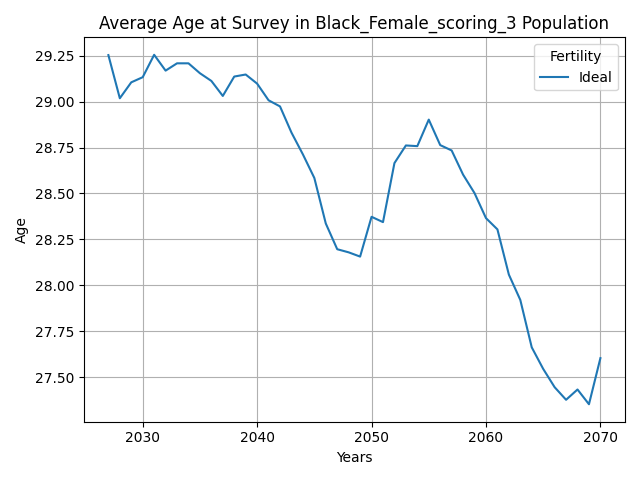 Average Age at Survey in Black_Female_scoring_3 Population
Fertility
Ideal
29.25
29.00
28.75
28.50
28.25
28.00
27.75
27.50
Age
2030 2040 2050 2060 2070
Years